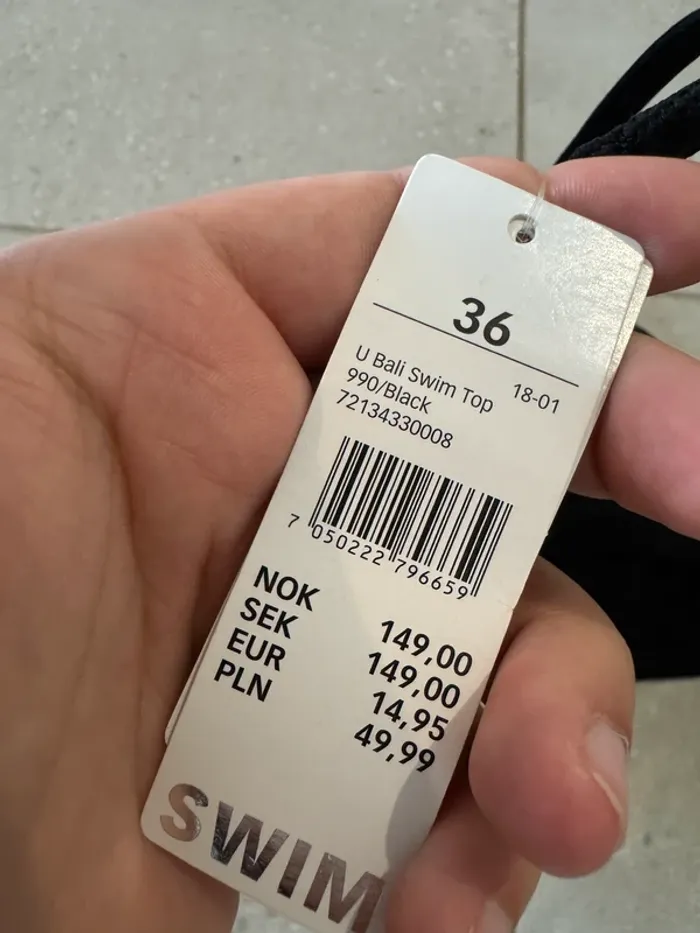 36
U Bali Swim Top 18-01
990/Black
72134330008
7 050222 796659
NOK 149,00
SEK 149,00
EUR 14,95
PLN 49,99
SWIM